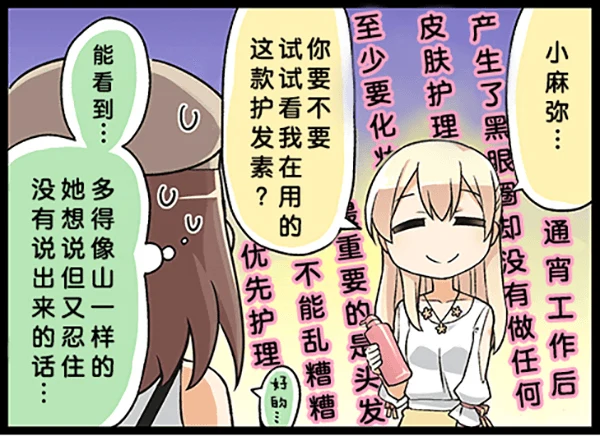 小麻弥…
通宵工作后
产生了黑眼圈却没有做任何
皮肤护理
至少要化
你要不要
试试看我在用的
这款护发素？
最重要的是头发
不能乱糟糟
优先护理
好的…
能看到…
多得像山一样的
她想说但又忍住
没有说出来的话…